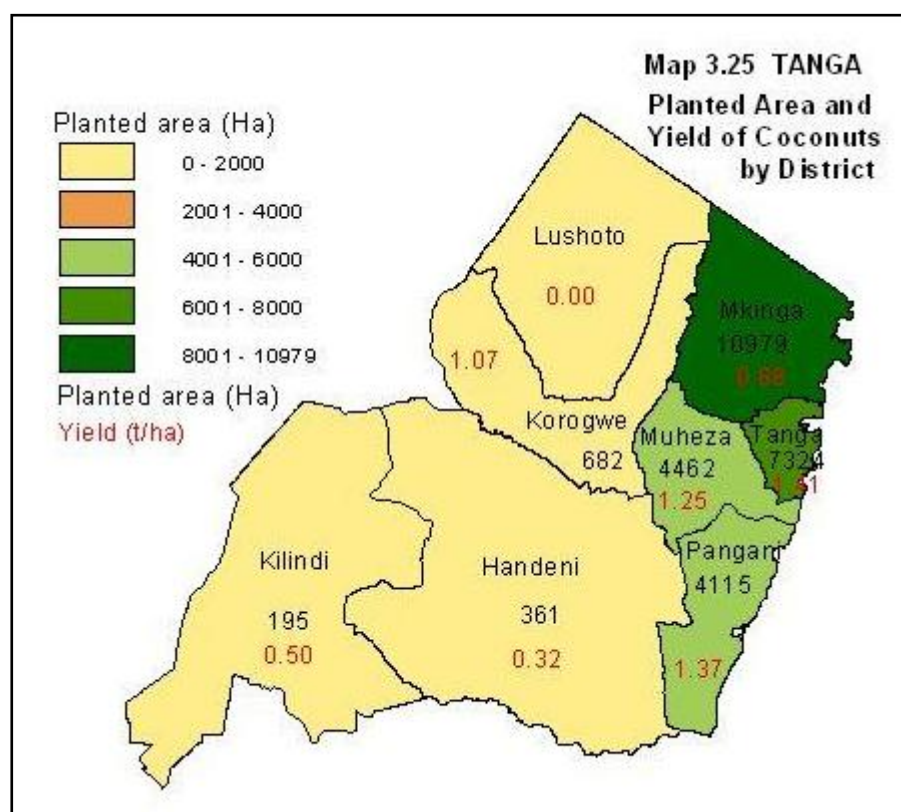 Map 3.25 TANGA
Planted Area and
Yield of Coconuts
by District
Planted area (Ha)
0 - 2000
2001 - 4000
4001 - 6000
6001 - 8000
8001 - 10979
Planted area (Ha)
Yield (t/ha)
Lushoto
0.00
Mkinga
10979
1.07
Korogwe
682
Muheza
4462
1.25
Tanga
7324
Pangani
4115
1.37
Kilindi
195
0.50
Handeni
361
0.32